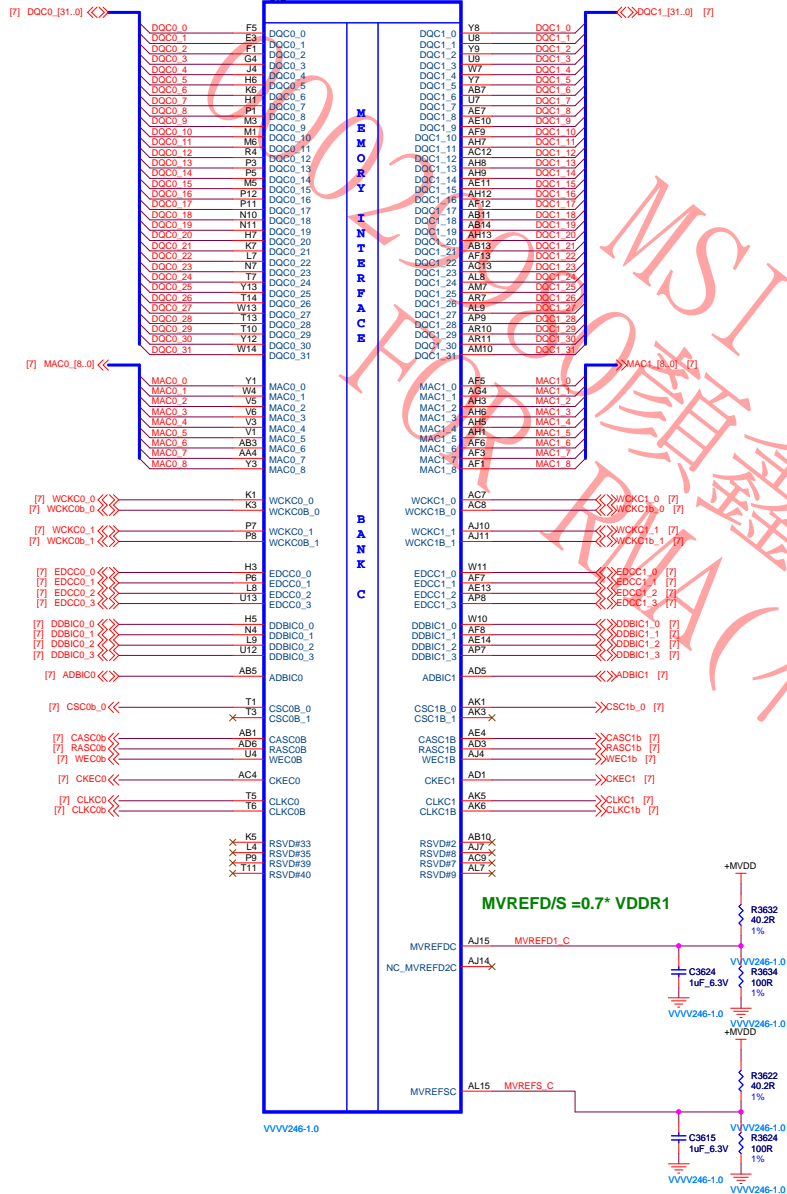 [7] DQC0_[31..0]
DQC1_[31..0] [7]
DQC0_0 F5 DQC0_0 DQC1_0 Y8 DQC1_0
DQC0_1 E3 DQC0_1 DQC1_1 U8 DQC1_1
DQC0_2 F1 DQC0_2 DQC1_2 Y9 DQC1_2
DQC0_3 G4 DQC0_3 DQC1_3 U9 DQC1_3
DQC0_4 J4 DQC0_4 DQC1_4 W7 DQC1_4
DQC0_5 H6 DQC0_5 DQC1_5 Y7 DQC1_5
DQC0_6 K6 DQC0_6 DQC1_6 AB7 DQC1_6
DQC0_7 H1 DQC0_7 DQC1_7 U7 DQC1_7
DQC0_8 P1 DQC0_8 DQC1_8 AE7 DQC1_8
DQC0_9 M3 DQC0_9 DQC1_9 AE10 DQC1_9
DQC0_10 M1 DQC0_10 DQC1_10 AF9 DQC1_10
DQC0_11 M6 DQC0_11 DQC1_11 AH7 DQC1_11
DQC0_12 R4 DQC0_12 DQC1_12 AC12 DQC1_12
DQC0_13 P3 DQC0_13 DQC1_13 AH8 DQC1_13
DQC0_14 P5 DQC0_14 DQC1_14 AH9 DQC1_14
DQC0_15 M5 DQC0_15 DQC1_15 AE11 DQC1_15
DQC0_16 P12 DQC0_16 DQC1_16 AH12 DQC1_16
DQC0_17 P11 DQC0_17 DQC1_17 AF12 DQC1_17
DQC0_18 N10 DQC0_18 DQC1_18 AB11 DQC1_18
DQC0_19 N11 DQC0_19 DQC1_19 AB14 DQC1_19
DQC0_20 H7 DQC0_20 DQC1_20 AH13 DQC1_20
DQC0_21 K7 DQC0_21 DQC1_21 AB13 DQC1_21
DQC0_22 L7 DQC0_22 DQC1_22 AF13 DQC1_22
DQC0_23 N7 DQC0_23 DQC1_23 AC13 DQC1_23
DQC0_24 T7 DQC0_24 DQC1_24 AL8 DQC1_24
DQC0_25 Y13 DQC0_25 DQC1_25 AM7 DQC1_25
DQC0_26 T14 DQC0_26 DQC1_26 AR7 DQC1_26
DQC0_27 W13 DQC0_27 DQC1_27 AL9 DQC1_27
DQC0_28 T13 DQC0_28 DQC1_28 AP9 DQC1_28
DQC0_29 T10 DQC0_29 DQC1_29 AR10 DQC1_29
DQC0_30 Y12 DQC0_30 DQC1_30 AR11 DQC1_30
DQC0_31 W14 DQC0_31 DQC1_31 AM10 DQC1_31
MEMORY INTERFACE
[7] MAC0_[8..0]
MAC1_[8..0] [7]
MAC0_0 Y1 MAC0_0 MAC1_0 AF5 MAC1_0
MAC0_1 W4 MAC0_1 MAC1_1 AG4 MAC1_1
MAC0_2 V5 MAC0_2 MAC1_2 AH3 MAC1_2
MAC0_3 V6 MAC0_3 MAC1_3 AH6 MAC1_3
MAC0_4 V3 MAC0_4 MAC1_4 AH5 MAC1_4
MAC0_5 V1 MAC0_5 MAC1_5 AH1 MAC1_5
MAC0_6 AB3 MAC0_6 MAC1_6 AF6 MAC1_6
MAC0_7 AA4 MAC0_7 MAC1_7 AF3 MAC1_7
MAC0_8 Y3 MAC0_8 MAC1_8 AF1 MAC1_8
BANK C
[7] WCKC0_0 K1 WCKC0_0 WCKC1_0 AC7 WCKC1_0 [7]
[7] WCKC0b_0 K3 WCKC0B_0 WCKC1B_0 AC8 WCKC1b_0 [7]
[7] WCKC0_1 P7 WCKC0_1 WCKC1_1 AJ10 WCKC1_1 [7]
[7] WCKC0b_1 P8 WCKC0B_1 WCKC1B_1 AJ11 WCKC1b_1 [7]
[7] EDCC0_0 H3 EDCC0_0 EDCC1_0 W11 EDCC1_0 [7]
[7] EDCC0_1 P6 EDCC0_1 EDCC1_1 AF7 EDCC1_1 [7]
[7] EDCC0_2 L8 EDCC0_2 EDCC1_2 AE13 EDCC1_2 [7]
[7] EDCC0_3 U13 EDCC0_3 EDCC1_3 AP8 EDCC1_3 [7]
[7] DDBIC0_0 H5 DDBIC0_0 DDBIC1_0 W10 DDBIC1_0 [7]
[7] DDBIC0_1 N4 DDBIC0_1 DDBIC1_1 AF8 DDBIC1_1 [7]
[7] DDBIC0_2 L9 DDBIC0_2 DDBIC1_2 AE14 DDBIC1_2 [7]
[7] DDBIC0_3 U12 DDBIC0_3 DDBIC1_3 AP7 DDBIC1_3 [7]
[7] ADBIC0 AB5 ADBIC0 ADBIC1 AD5 ADBIC1 [7]
[7] CSC0b_0 T1 CSC0B_0 CSC1B_0 AK1 CSC1b_0 [7]
T3 CSC0B_1 CSC1B_1 AK3
[7] CASC0b AB1 CASC0B CASC1B AE4 CASC1b [7]
[7] RASC0b AD6 RASC0B RASC1B AD3 RASC1b [7]
[7] WEC0b U4 WEC0B WEC1B AJ4 WEC1b [7]
[7] CKEC0 AC4 CKEC0 CKEC1 AD1 CKEC1 [7]
[7] CLKC0 T5 CLKC0 CLKC1 AK5 CLKC1 [7]
[7] CLKC0b T6 CLKC0B CLKC1B AK6 CLKC1b [7]
K5 RSVD#33 RSVD#2 AB10
L4 RSVD#35 RSVD#8 AJ7
P9 RSVD#39 RSVD#7 AC9
T11 RSVD#40 RSVD#9 AL7
MVREFD/S =0.7* VDDR1
+MVDD
R3632
40.2R
1%
MVREFDC AJ15 MVREFD1_C
VVVV246-1.0
NC_MVREFD2C AJ14
C3624
1uF_6.3V
R3634
100R
1%
VVVV246-1.0
VVVV246-1.0
+MVDD
R3622
40.2R
1%
MVREFSC AL15 MVREFS_C
VVVV246-1.0
VVVV246-1.0
C3615
1uF_6.3V
R3624
100R
1%
VVVV246-1.0
VVVV246-1.0
MSI
FOR RMA(